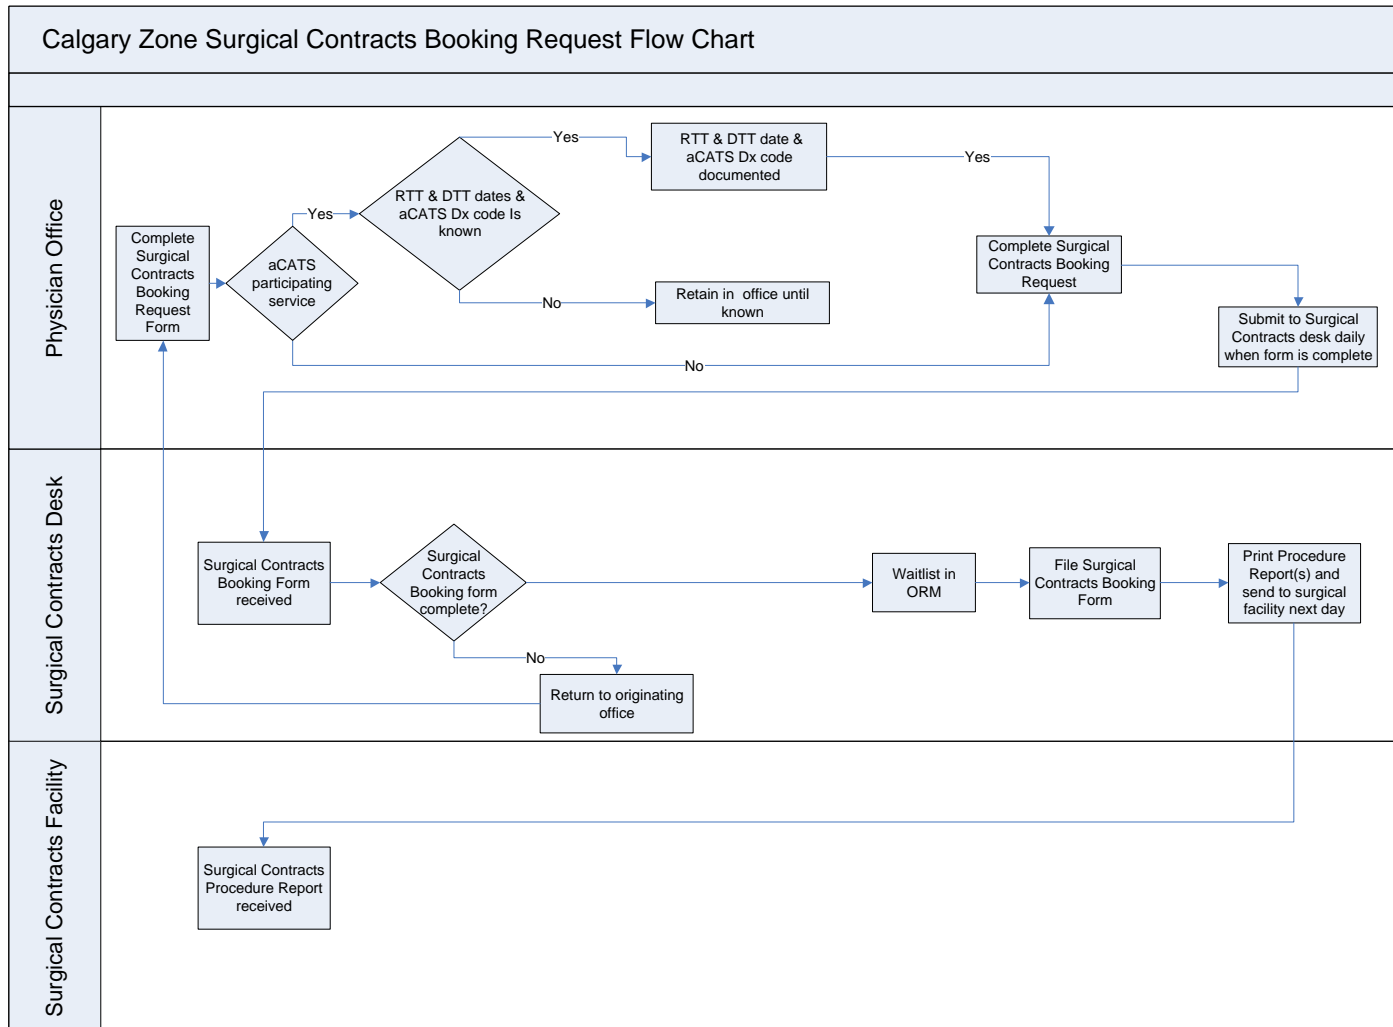 Calgary Zone Surgical Contracts Booking Request Flow Chart
Physician Office
Complete
Surgical
Contracts
Booking
Request
Form
aCATS
participating
service
Yes
RTT & DTT dates &
aCATS Dx code Is
known
Yes
RTT & DTT date &
aCATS Dx code
documented
Yes
No
Retain in office until
known
No
Complete Surgical
Contracts Booking
Request
Submit to Surgical
Contracts desk daily
when form is complete
Surgical Contracts Desk
Surgical Contracts
Booking Form
received
Surgical
Contracts
Booking form
complete?
No
Return to originating
office
Waitlist in
ORM
File Surgical
Contracts Booking
Form
Print Procedure
Report(s) and
send to surgical
facility next day
Surgical Contracts Facility
Surgical Contracts
Procedure Report
received